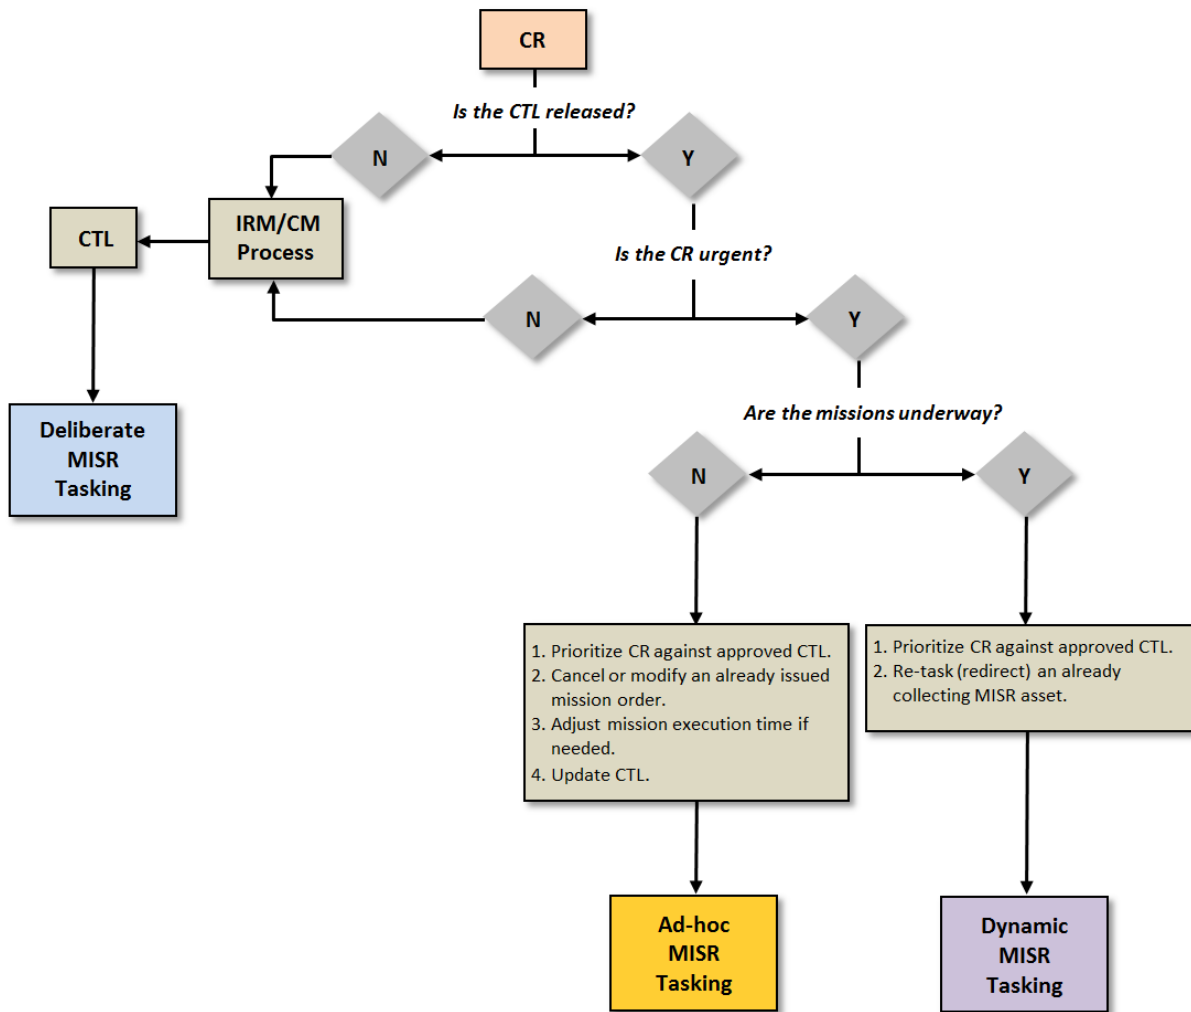 CR
Is the CTL released?
N
Y
IRM/CM
Process
CTL
Is the CR urgent?
N
Y
Are the missions underway?
Deliberate
MISR
Tasking
N
Y
1. Prioritize CR against approved CTL.
2. Cancel or modify an already issued
mission order.
3. Adjust mission execution time if
needed.
4. Update CTL.
1. Prioritize CR against approved CTL.
2. Re-task (redirect) an already
collecting MISR asset.
Ad-hoc
MISR
Tasking
Dynamic
MISR
Tasking